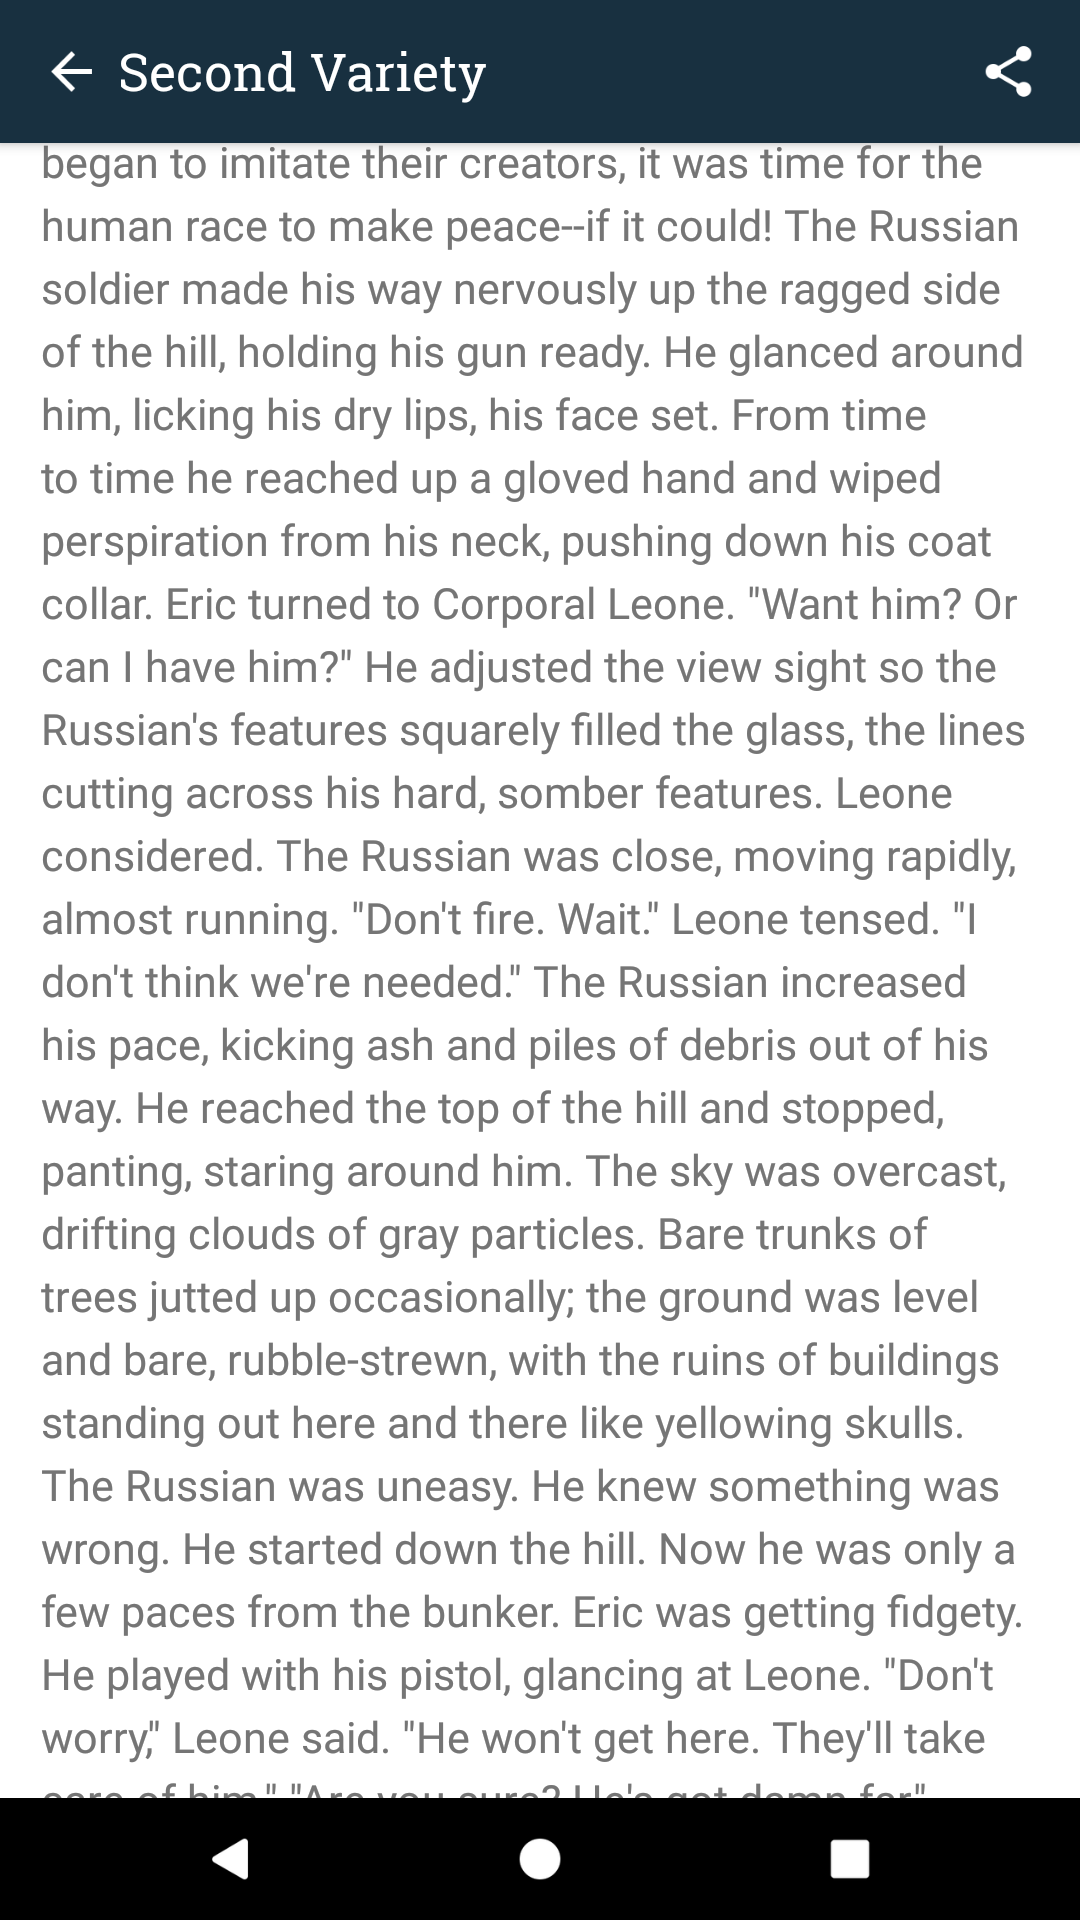 Second Variety
began to imitate their creators, it was time for the
human race to make peace--if it could! The Russian
soldier made his way nervously up the ragged side
of the hill, holding his gun ready. He glanced around
him, licking his dry lips, his face set. From time
to time he reached up a gloved hand and wiped
perspiration from his neck, pushing down his coat
collar. Eric turned to Corporal Leone. "Want him? Or
can I have him?" He adjusted the view sight so the
Russian's features squarely filled the glass, the lines
cutting across his hard, somber features. Leone
considered. The Russian was close, moving rapidly,
almost running. "Don't fire. Wait." Leone tensed. "I
don't think we're needed." The Russian increased
his pace, kicking ash and piles of debris out of his
way. He reached the top of the hill and stopped,
panting, staring around him. The sky was overcast,
drifting clouds of gray particles. Bare trunks of
trees jutted up occasionally; the ground was level
and bare, rubble-strewn, with the ruins of buildings
standing out here and there like yellowing skulls.
The Russian was uneasy. He knew something was
wrong. He started down the hill. Now he was only a
few paces from the bunker. Eric was getting fidgety.
He played with his pistol, glancing at Leone. "Don't
worry," Leone said. "He won't get here. They'll take
care of him." "Are you sure? He's got damn far"